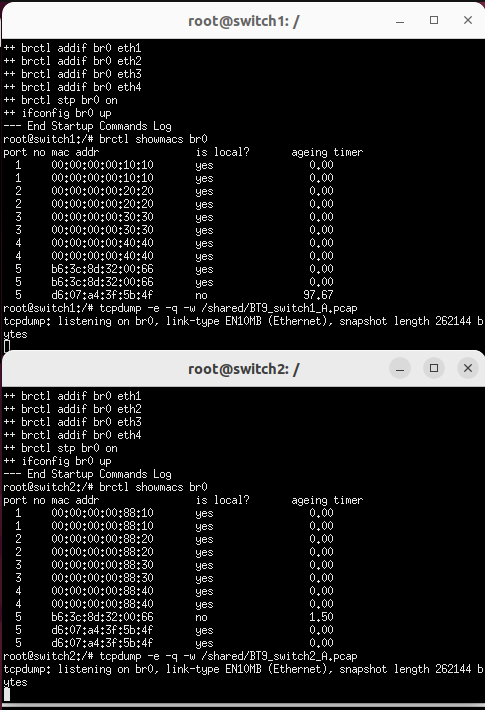 root@switch1: /
++ brctl addif br0 eth1
++ brctl addif br0 eth2
++ brctl addif br0 eth3
++ brctl addif br0 eth4
++ brctl stp br0 on
++ ifconfig br0 up
--- End Startup Commands Log
root@switch1:/# brctl showmacs br0
port no mac addr is local? ageing timer
1 00:00:00:00:10:10 yes 0.00
1 00:00:00:00:10:10 yes 0.00
2 00:00:00:00:20:20 yes 0.00
2 00:00:00:00:20:20 yes 0.00
3 00:00:00:00:30:30 yes 0.00
3 00:00:00:00:30:30 yes 0.00
4 00:00:00:00:40:40 yes 0.00
4 00:00:00:00:40:40 yes 0.00
5 b6:3c:8d:32:00:66 yes 0.00
5 b6:3c:8d:32:00:66 yes 0.00
5 d6:07:a4:3f:5b:4f no 97.67
root@switch1:/# tcpdump -e -q -w /shared/BT9_switch1_A.pcap
tcpdump: listening on br0, link-type EN10MB (Ethernet), snapshot length 262144 b
ytes
root@switch2: /
++ brctl addif br0 eth1
++ brctl addif br0 eth2
++ brctl addif br0 eth3
++ brctl addif br0 eth4
++ brctl stp br0 on
++ ifconfig br0 up
--- End Startup Commands Log
root@switch2:/# brctl showmacs br0
port no mac addr is local? ageing timer
1 00:00:00:00:88:10 yes 0.00
1 00:00:00:00:88:10 yes 0.00
2 00:00:00:00:88:20 yes 0.00
2 00:00:00:00:88:20 yes 0.00
3 00:00:00:00:88:30 yes 0.00
3 00:00:00:00:88:30 yes 0.00
4 00:00:00:00:88:40 yes 0.00
4 00:00:00:00:88:40 yes 0.00
5 b6:3c:8d:32:00:66 no 1.50
5 d6:07:a4:3f:5b:4f yes 0.00
5 d6:07:a4:3f:5b:4f yes 0.00
root@switch2:/# tcpdump -e -q -w /shared/BT9_switch2_A.pcap
tcpdump: listening on br0, link-type EN10MB (Ethernet), snapshot length 262144 b
ytes